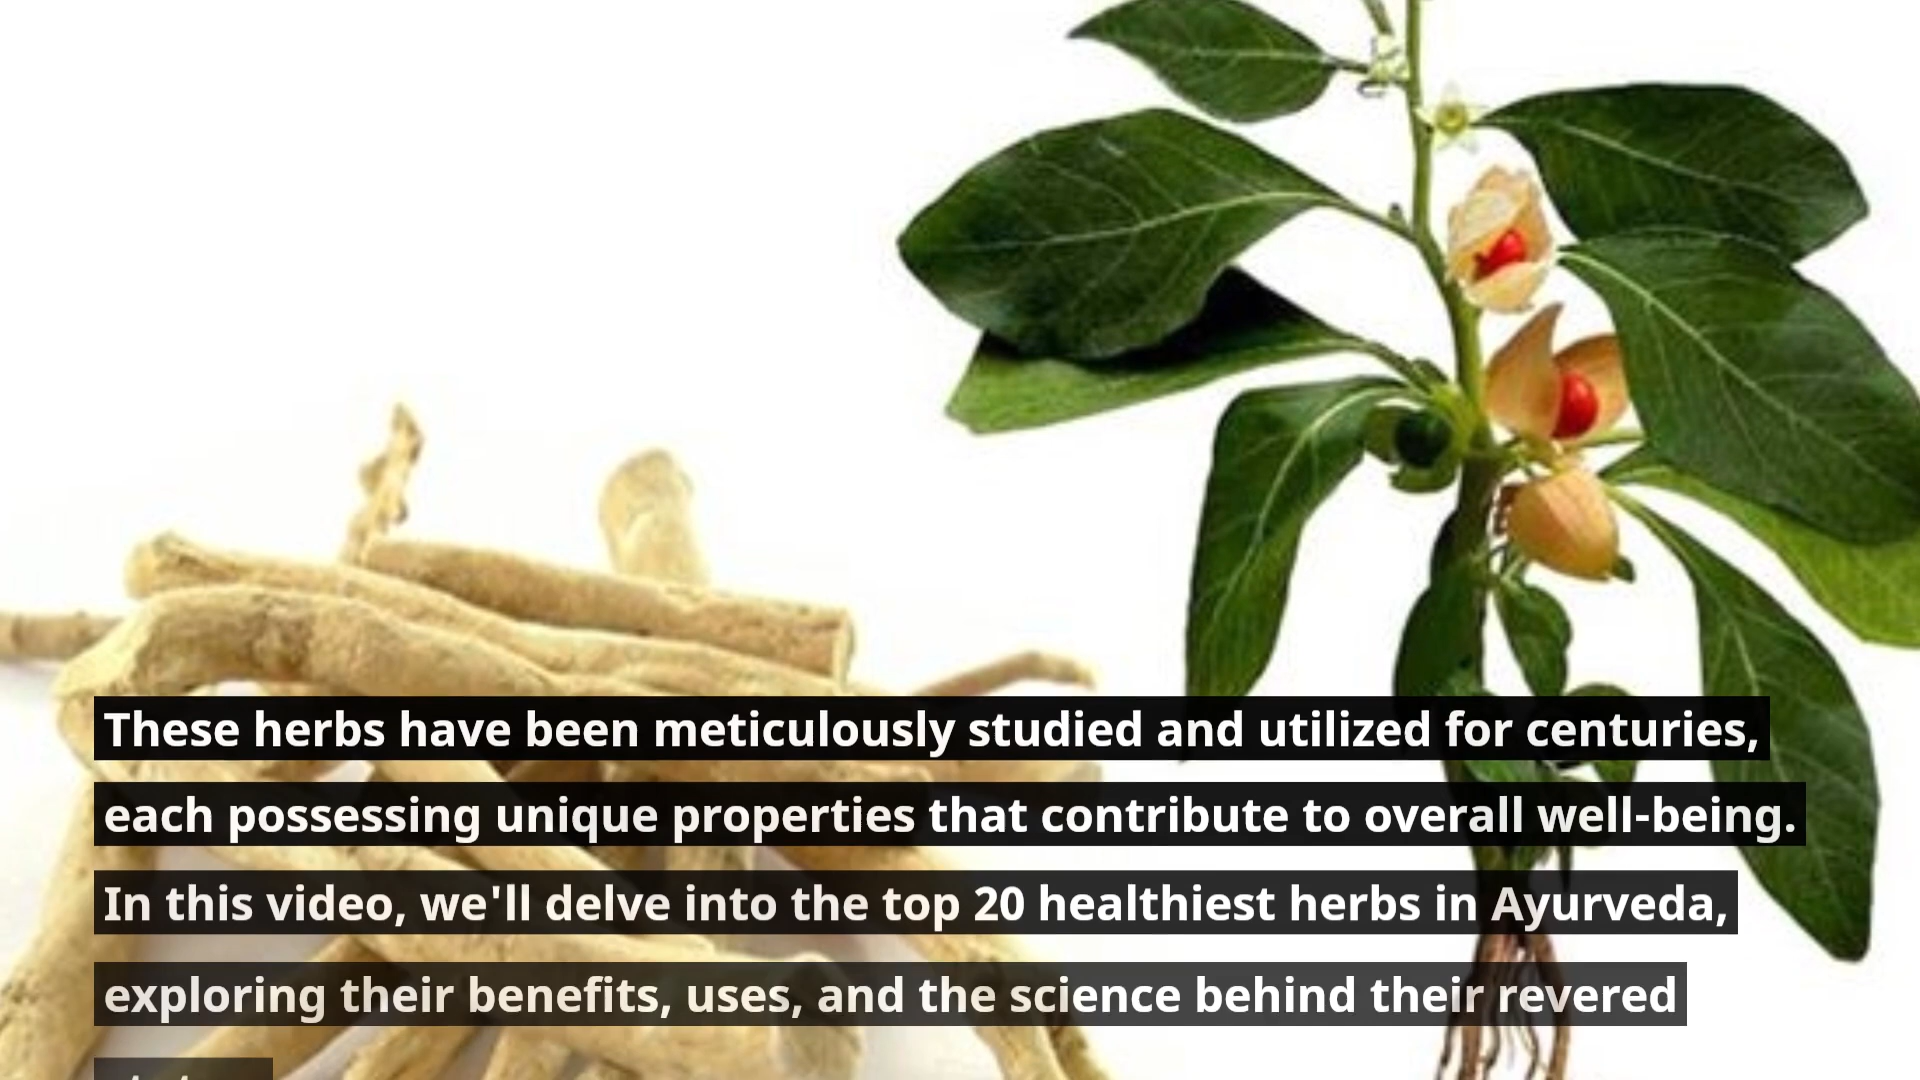 These herbs have been meticulously studied and utilized for centuries,
each possessing unique properties that contribute to overall well-being.
In this video, we'll delve into the top 20 healthiest herbs in Ayurveda,
exploring their benefits, uses, and the science behind their revered